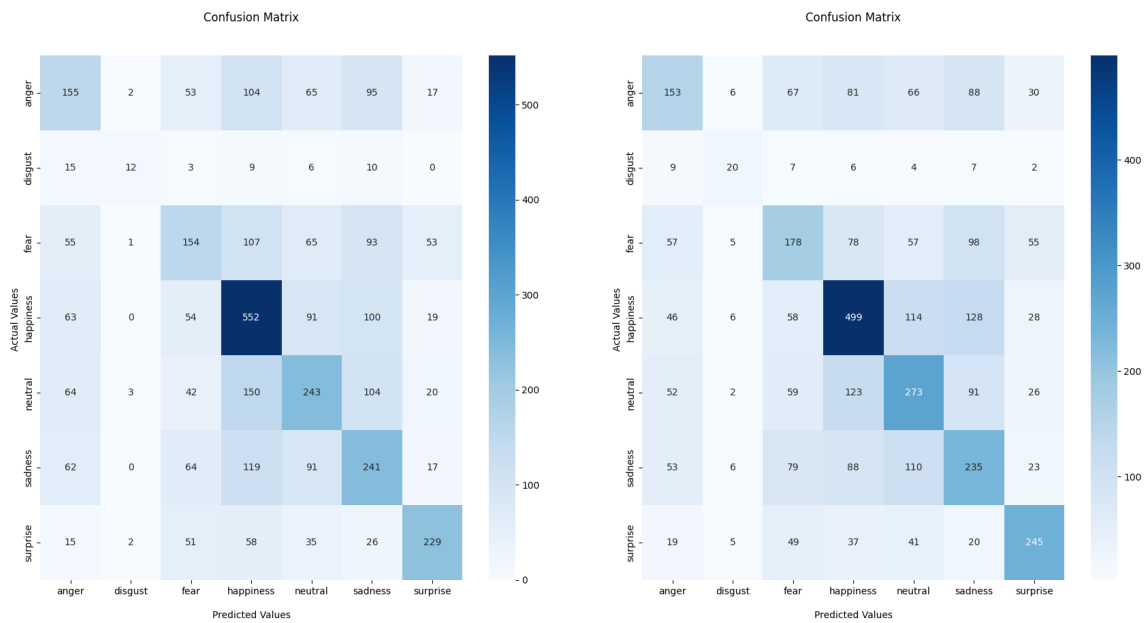 Confusion Matrix
anger 155 2 53 104 65 95 17
disgust 15 12 3 9 6 10 0
fear 55 1 154 107 65 93 53
happiness 63 0 54 552 91 100 19
neutral 64 3 42 150 243 104 20
sadness 62 0 64 119 91 241 17
surprise 15 2 51 58 35 26 229
Actual Values
anger disgust fear happiness neutral sadness surprise
Predicted Values
500
400
300
200
100
0
Confusion Matrix
anger 153 6 67 81 66 88 30
disgust 9 20 7 6 4 7 2
fear 57 5 178 78 57 98 55
happiness 46 6 58 499 114 128 28
neutral 52 2 59 123 273 91 26
sadness 53 6 79 88 110 235 23
surprise 19 5 49 37 41 20 245
Actual Values
anger disgust fear happiness neutral sadness surprise
Predicted Values
400
300
200
100